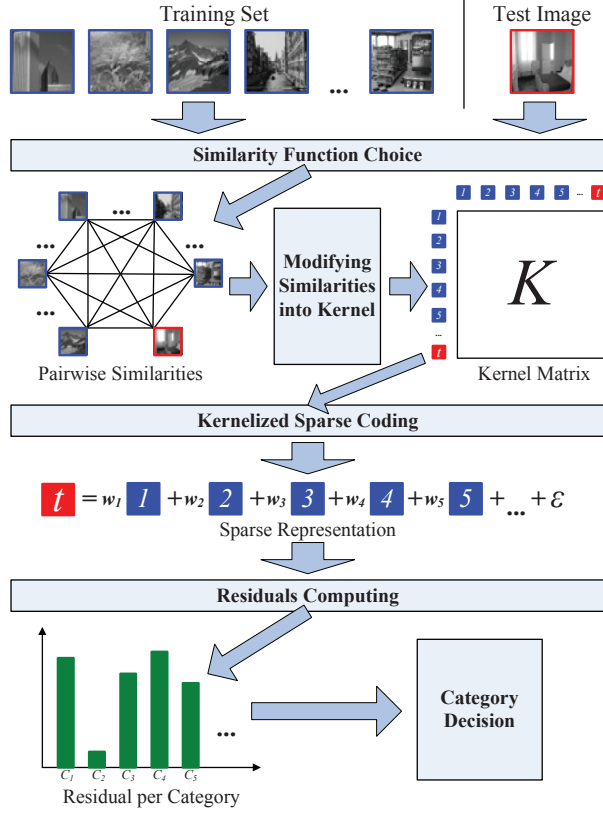 Training Set
Test Image
...
Similarity Function Choice
1 2 3 4 5 ... t
...
... ...
... ...
Modifying
Similarities
into Kernel
1
2
3
4
5
...
t
K
Pairwise Similarities
Kernel Matrix
Kernelized Sparse Coding
t = w1 1 +w2 2 +w3 3 +w4 4 +w5 5 +... + ε
Sparse Representation
Residuals Computing
...
C1 C2 C3 C4 C5
Residual per Category
Category
Decision